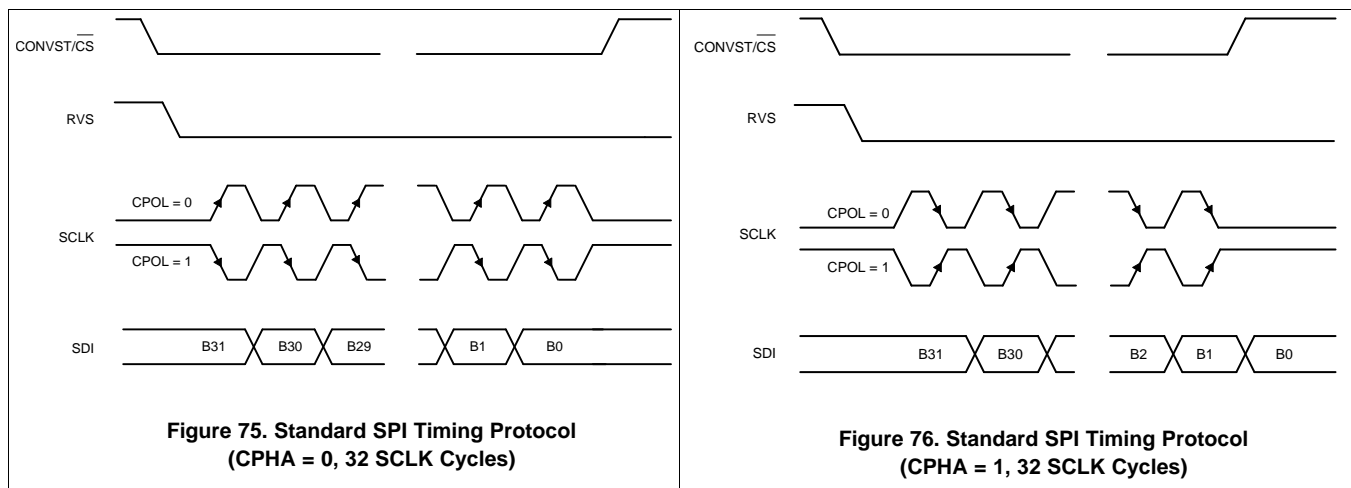 CONVST/CS
RVS
CPOL = 0
SCLK
CPOL = 1
SDI
B31
B30
B29
B1
B0
Figure 75. Standard SPI Timing Protocol
(CPHA = 0, 32 SCLK Cycles)
CONVST/CS
RVS
CPOL = 0
SCLK
CPOL = 1
SDI
B31
B30
B2
B1
B0
Figure 76. Standard SPI Timing Protocol
(CPHA = 1, 32 SCLK Cycles)